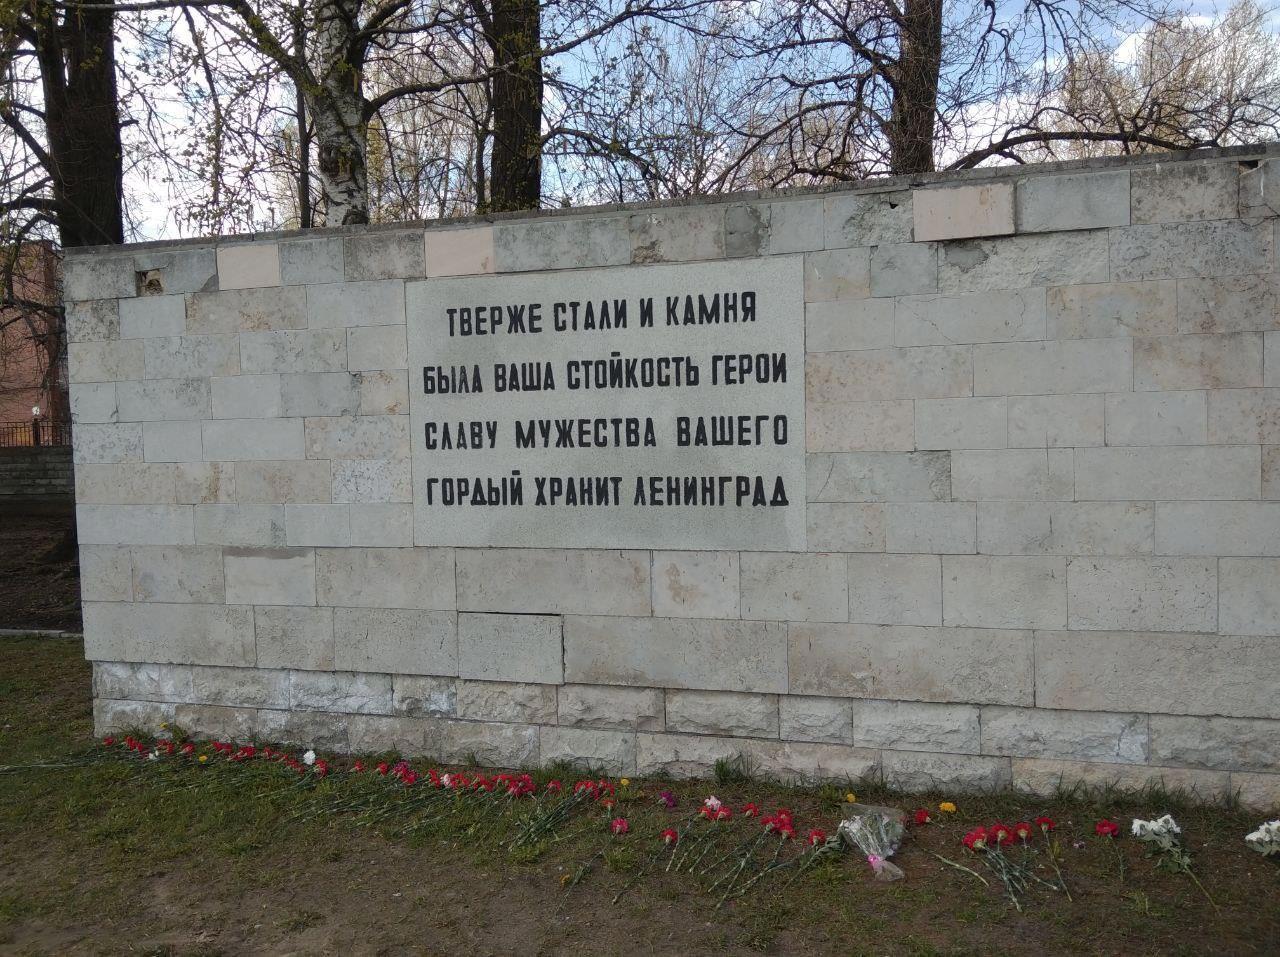 ТВЕРЖЕ СТАЛИ И КАМНЯ
БЫЛА ВАША СТОЙКОСТЬ ГЕРОИ
СЛАВУ МУЖЕСТВА ВАШЕГО
ГОРДЫЙ ХРАНИТ ЛЕНИНГРАД